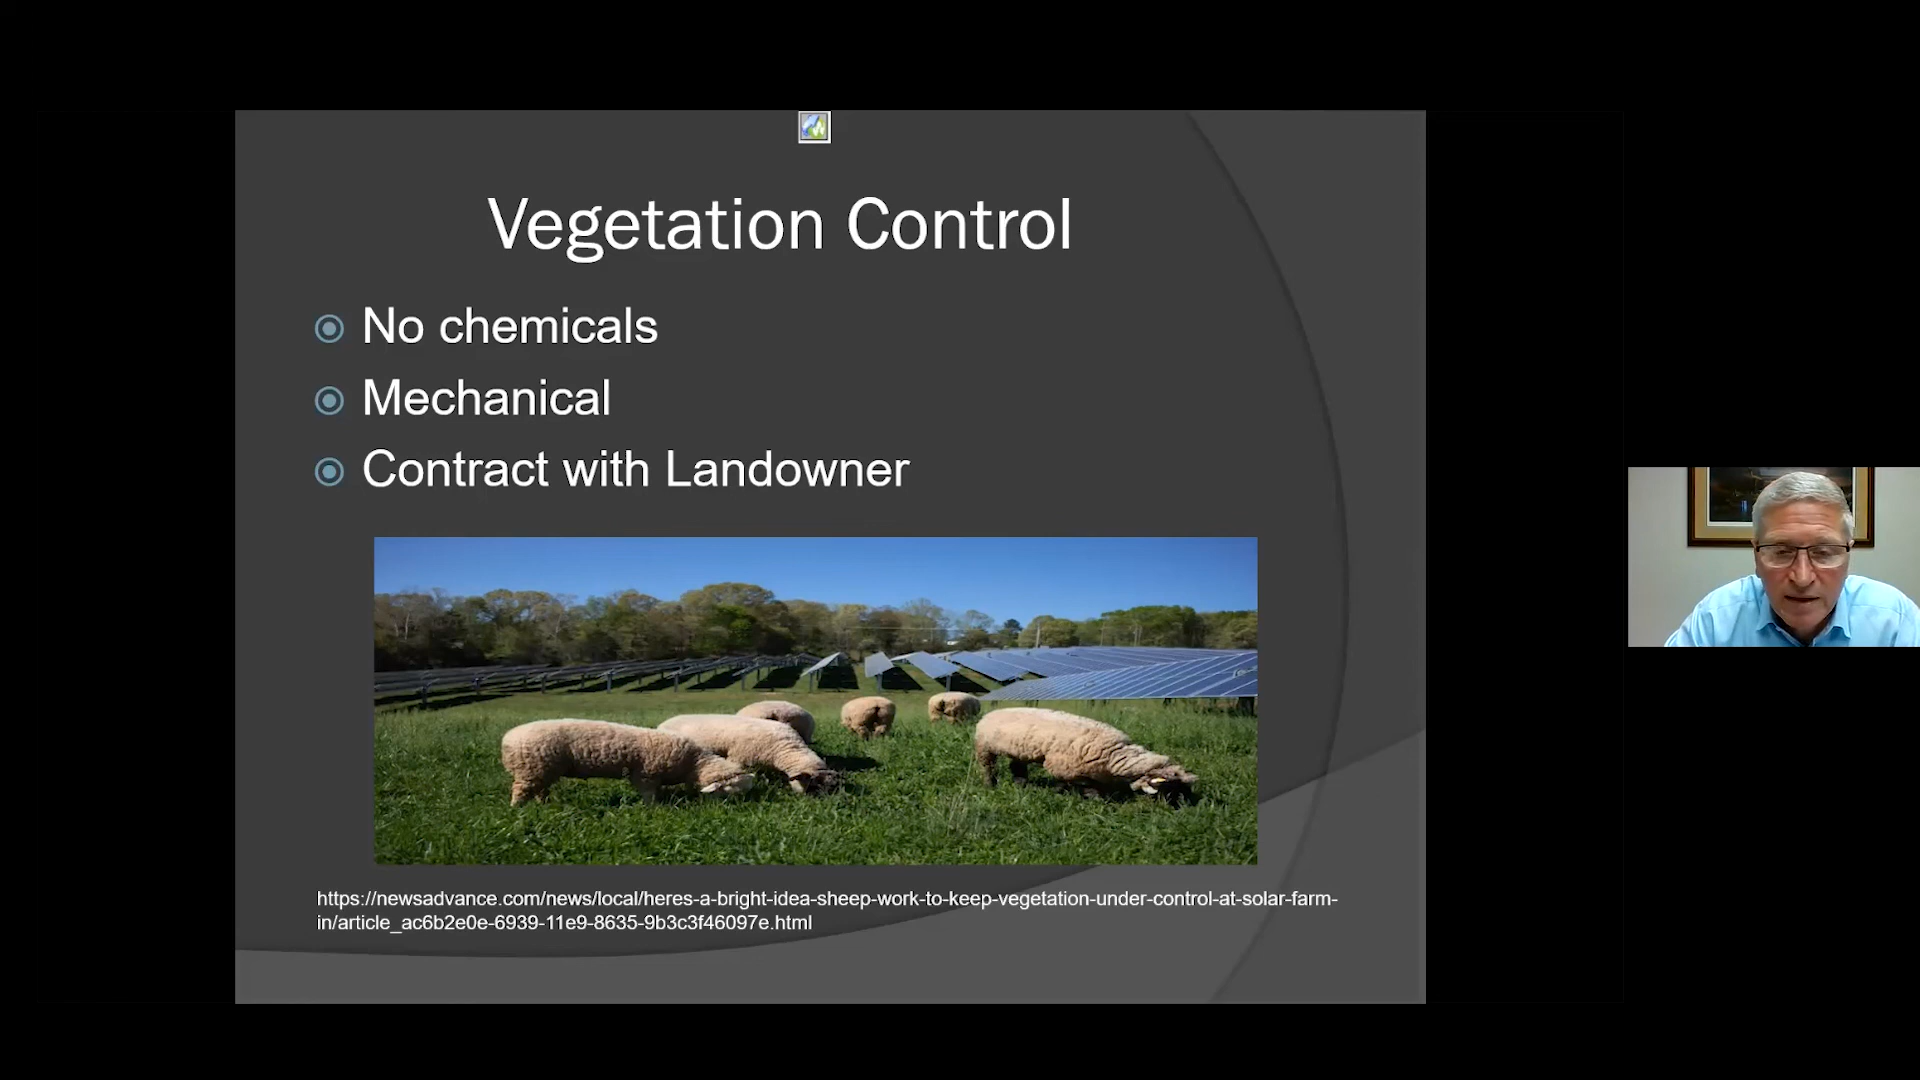 Vegetation Control
No chemicals
Mechanical
Contract with Landowner
https://newsadvance.com/news/local/heres-a-bright-idea-sheep-work-to-keep-vegetation-under-control-at-solar-farm-
in/article_ac6b2e0e-6939-11e9-8635-9b3c3f46097e.html